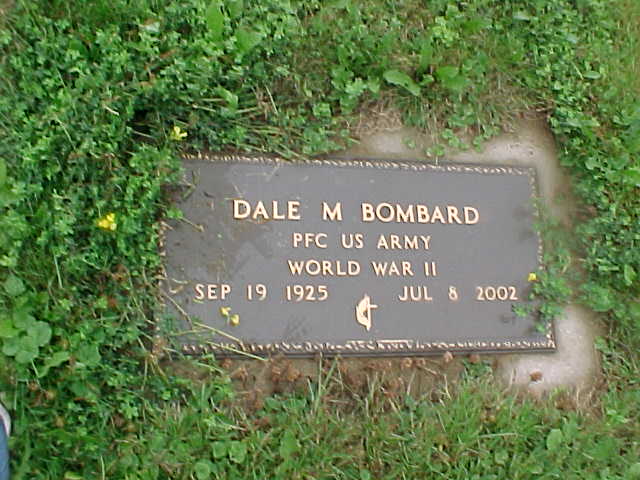 DALE M BOMBARD
PFC US ARMY
WORLD WAR II
SEP 19 1925 JUL 8 2002